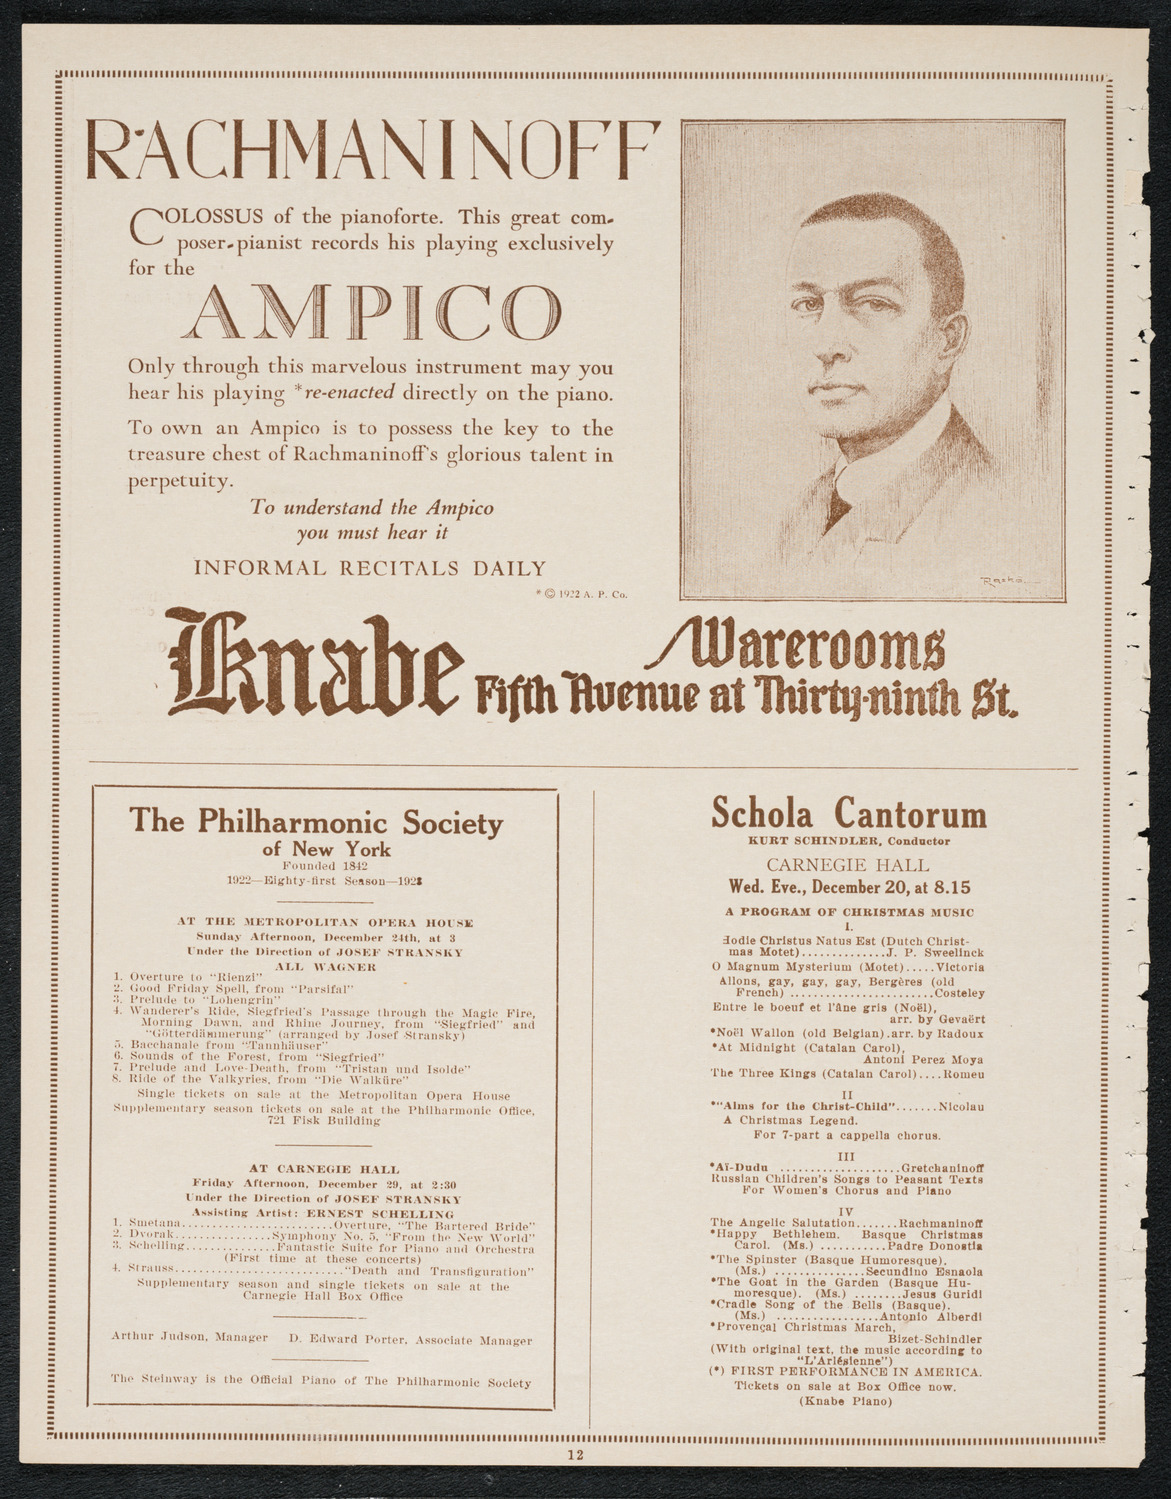 RACHMANINOFF
COLOSSUS of the pianoforte. This great com-
poser-pianist records his playing exclusively
for the
AMPICO
Only through this marvelous instrument may you
hear his playing *re-enacted directly on the piano.
To own an Ampico is to possess the key to the
treasure chest of Rachmaninoff's glorious talent in
perpetuity.
To understand the Ampico
you must hear it
INFORMAL RECITALS DAILY
* © 1922 A. P. Co.
Knabe Warerooms
Fifth Avenue at Thirty-ninth St.
The Philharmonic Society
of New York
Founded 1842
1922—Eighty-first Season—1923
AT THE METROPOLITAN OPERA HOUSE
Sunday Afternoon, December 24th, at 3
Under the Direction of JOSEF STRANSKY
ALL WAGNER
1. Overture to "Rienzi"
2. Good Friday Spell, from "Parsifal"
3. Prelude to "Lohengrin"
4. Wanderer's Ride, Siegfried's Passage through the Magic Fire,
Morning Dawn, and Rhine Journey, from "Siegfried" and
"Götterdämmerung" (arranged by Josef Stransky)
5. Bacchanale from "Tannhäuser"
6. Sounds of the Forest, from "Siegfried"
7. Prelude and Love-Death, from "Tristan und Isolde"
8. Ride of the Valkyries, from "Die Walküre"
Single tickets on sale at the Metropolitan Opera House
Supplementary season tickets on sale at the Philharmonic Office,
721 Fisk Building
AT CARNEGIE HALL
Friday Afternoon, December 29, at 2:30
Under the Direction of JOSEF STRANSKY
Assisting Artist: ERNEST SCHELLING
1. Smetana........................Overture, "The Bartered Bride"
2. Dvorak....................Symphony No. 5, "From the New World"
3. Schelling..............Fantastic Suite for Piano and Orchestra
(First time at these concerts)
4. Strauss..........................."Death and Transfiguration"
Supplementary season and single tickets on sale at the
Carnegie Hall Box Office
Arthur Judson, Manager D. Edward Porter, Associate Manager
The Steinway is the Official Piano of The Philharmonic Society
Schola Cantorum
KURT SCHINDLER, Conductor
CARNEGIE HALL
Wed. Eve., December 20, at 8.15
A PROGRAM OF CHRISTMAS MUSIC
I.
Hodie Christus Natus Est (Dutch Christ-
mas Motet)..............J. P. Sweelinck
O Magnum Mysterium (Motet).....Victoria
Allons, gay, gay, gay, Bergères (old
French) .......................Costeley
Entre le boeuf et l'âne gris (Noël),
arr. by Gevaërt
*Noël Wallon (old Belgian).arr. by Radoux
*At Midnight (Catalan Carol),
Antoni Perez Moya
The Three Kings (Catalan Carol)....Romeu
II
*"Alms for the Christ-Child".......Nicolau
A Christmas Legend.
For 7-part a cappella chorus.
III
*Aï-Dudu ....................Gretchaninoff
Russian Children's Songs to Peasant Texts
For Women's Chorus and Piano
IV
The Angelic Salutation.......Rachmaninoff
*Happy Bethlehem. Basque Christmas
Carol. (Ms.) ...........Padre Donostia
*The Spinster (Basque Humoresque),
(Ms.) ...............Secundino Esnaola
*The Goat in the Garden (Basque Hu-
moresque). (Ms.) ........Jesus Guridi
*Cradle Song of the Bells (Basque),
(Ms.) .................Antonio Alberdi
*Provençal Christmas March,
Bizet-Schindler
(With original text, the music according to
"L'Arlésienne")
(*) FIRST PERFORMANCE IN AMERICA.
Tickets on sale at Box Office now.
(Knabe Piano)
12